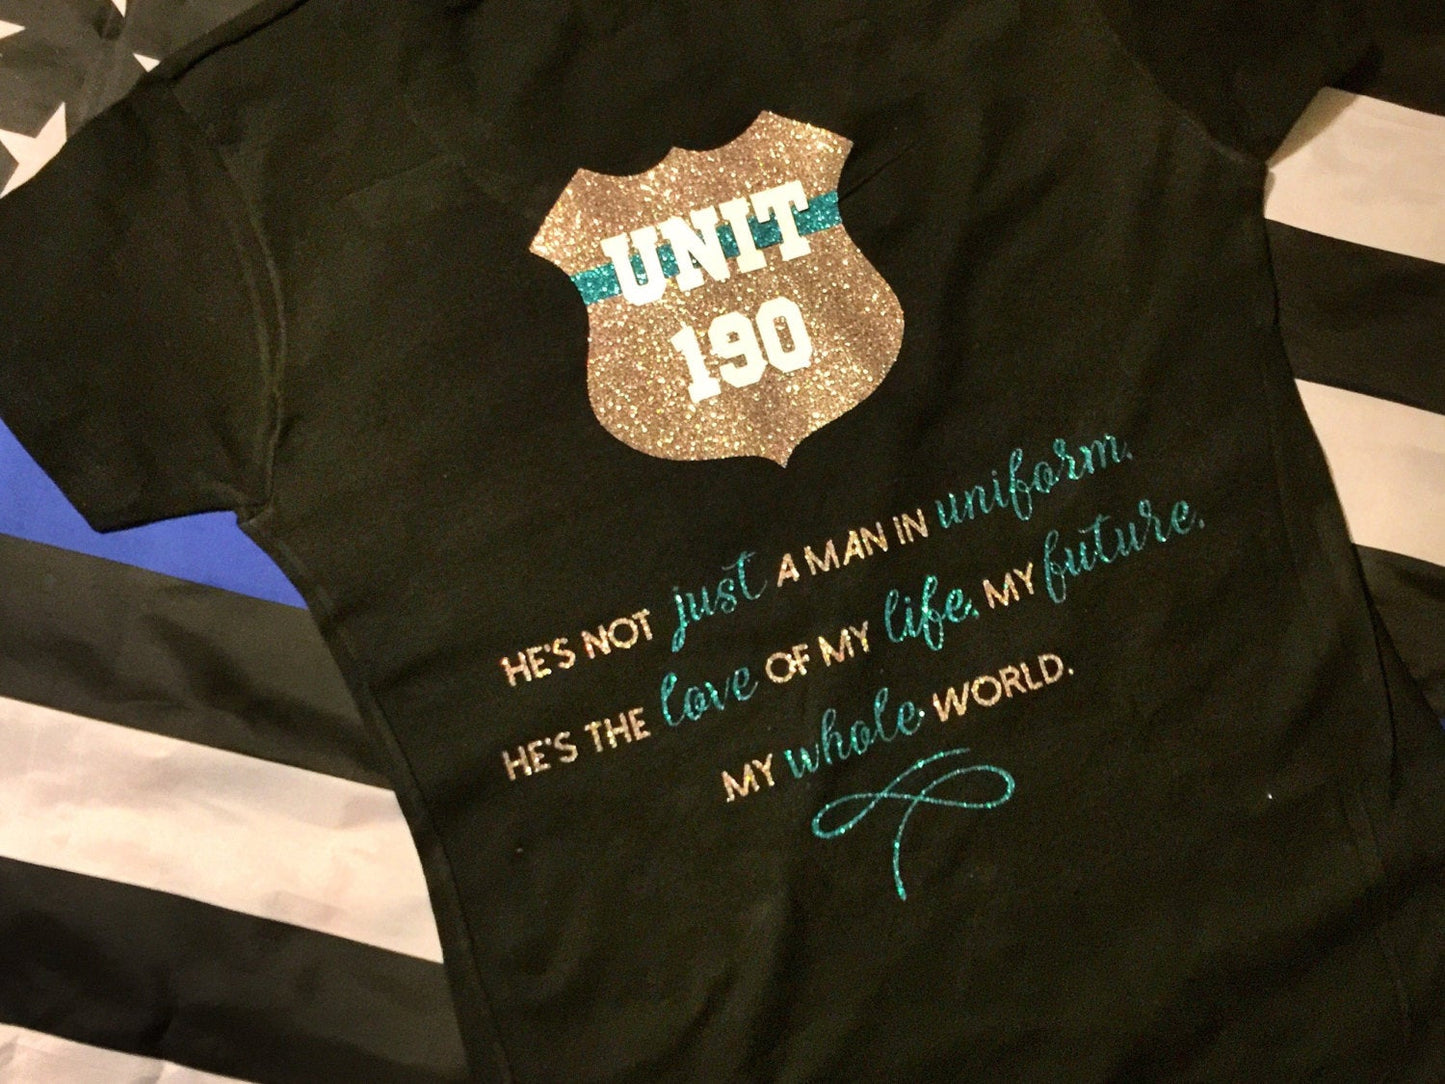 UNIT
190
HE'S NOT just A MAN IN uniform.
HE'S THE love OF MY life. MY future.
MY whole WORLD.